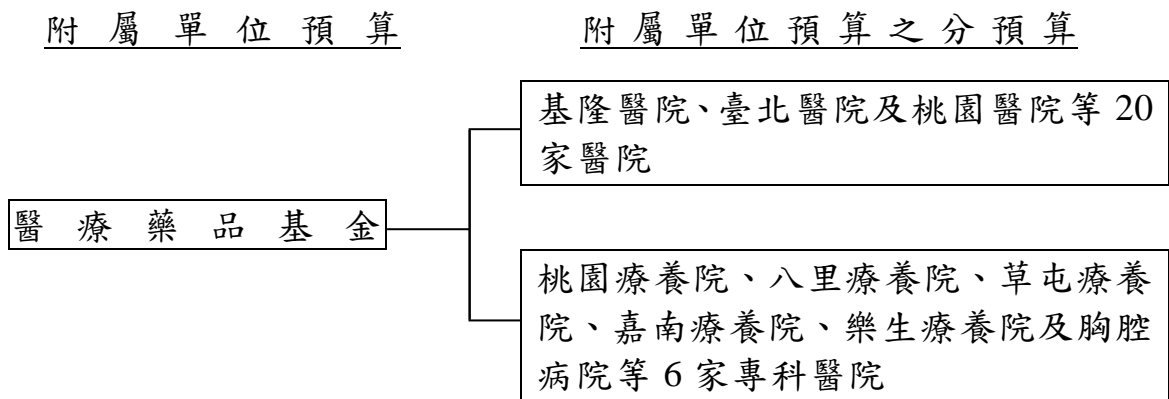 附屬單位預算
附屬單位預算之分預算
基隆醫院、臺北醫院及桃園醫院等 20
家醫院
醫療藥品基金
桃園療養院、八里療養院、草屯療養
院、嘉南療養院、樂生療養院及胸腔
病院等 6 家專科醫院